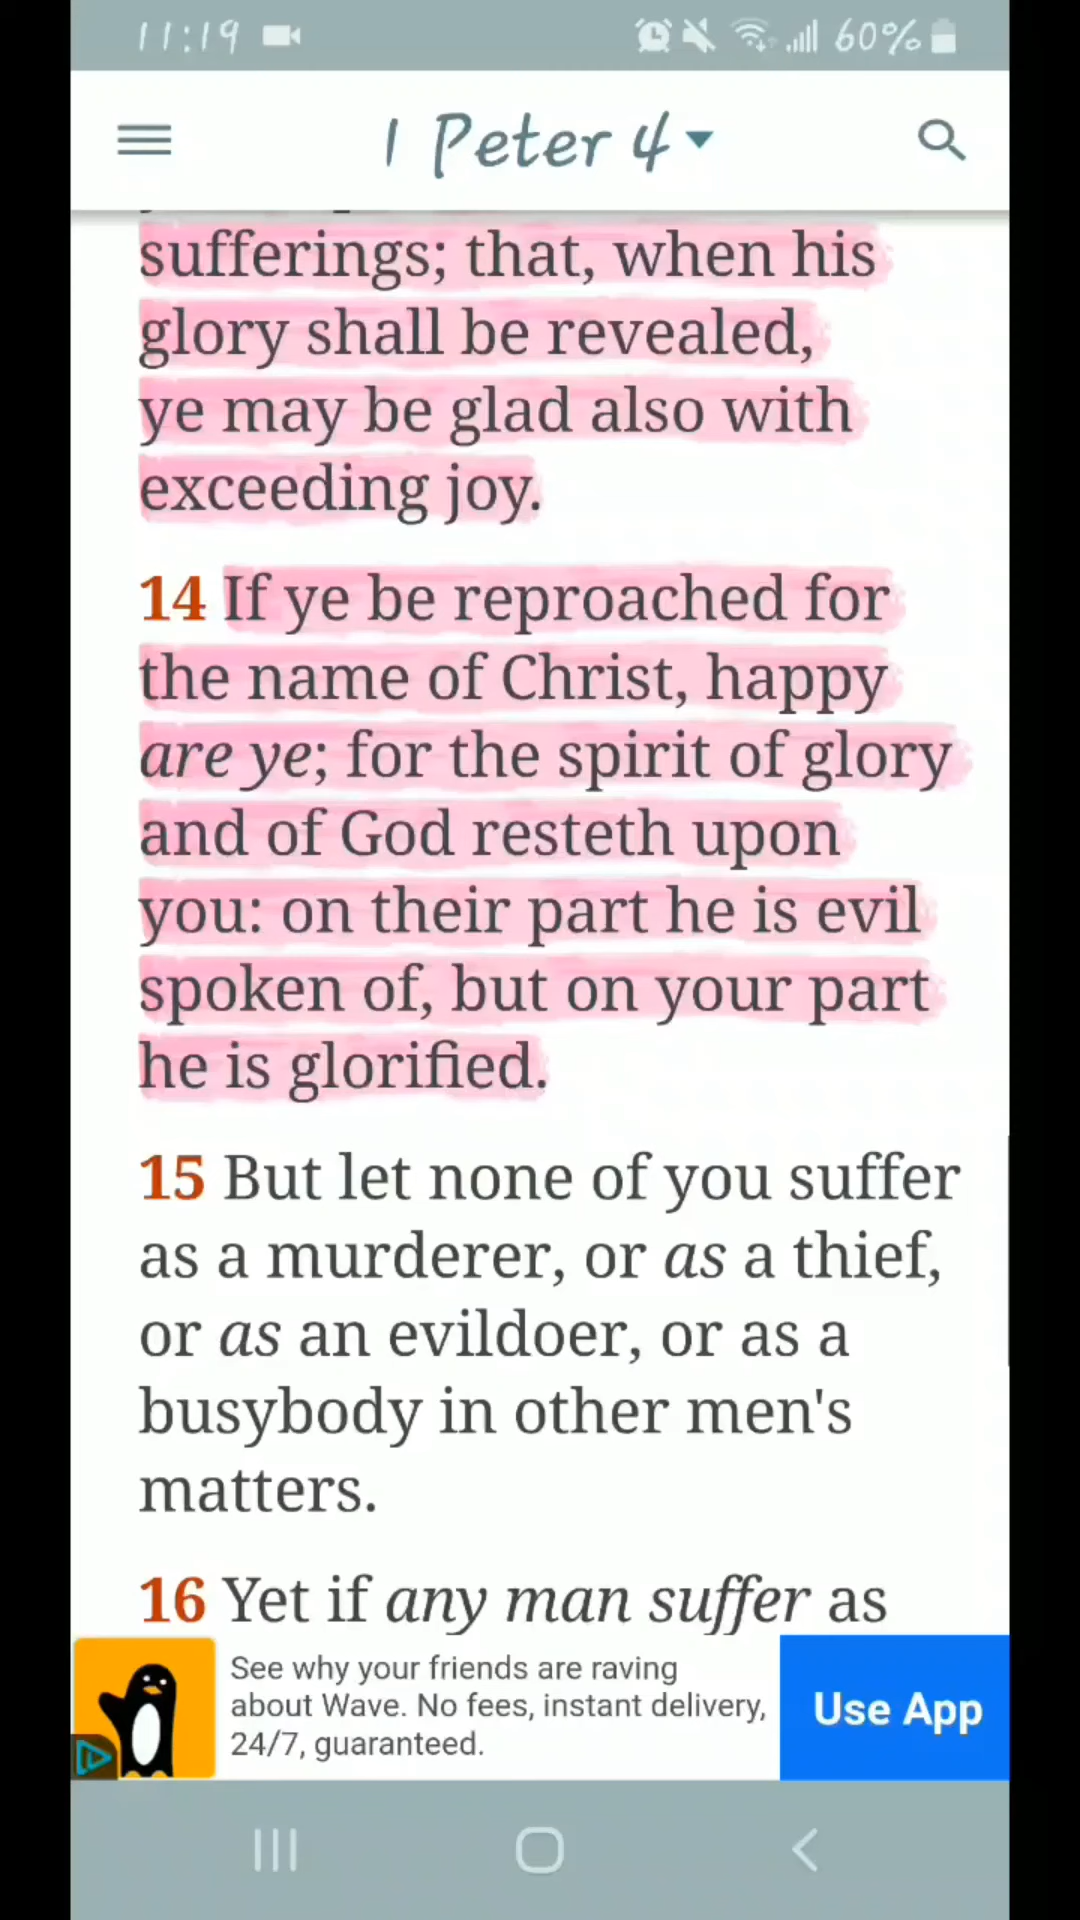 11:19
60%
1 Peter 4
sufferings; that, when his
glory shall be revealed,
ye may be glad also with
exceeding joy.
14 If ye be reproached for
the name of Christ, happy
are ye; for the spirit of glory
and of God resteth upon
you: on their part he is evil
spoken of, but on your part
he is glorified.
15 But let none of you suffer
as a murderer, or as a thief,
or as an evildoer, or as a
busybody in other men's
matters.
16 Yet if any man suffer as
See why your friends are raving
about Wave. No fees, instant delivery,
24/7, guaranteed.
Use App